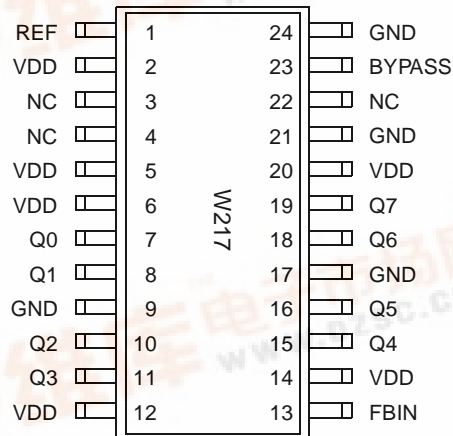 REF 1 24 GND
VDD 2 23 BYPASS
NC 3 22 NC
NC 4 21 GND
VDD 5 20 VDD
VDD 6 19 Q7
Q0 7 18 Q6
Q1 8 17 GND
GND 9 16 Q5
Q2 10 15 Q4
Q3 11 14 VDD
VDD 12 13 FBIN
W217